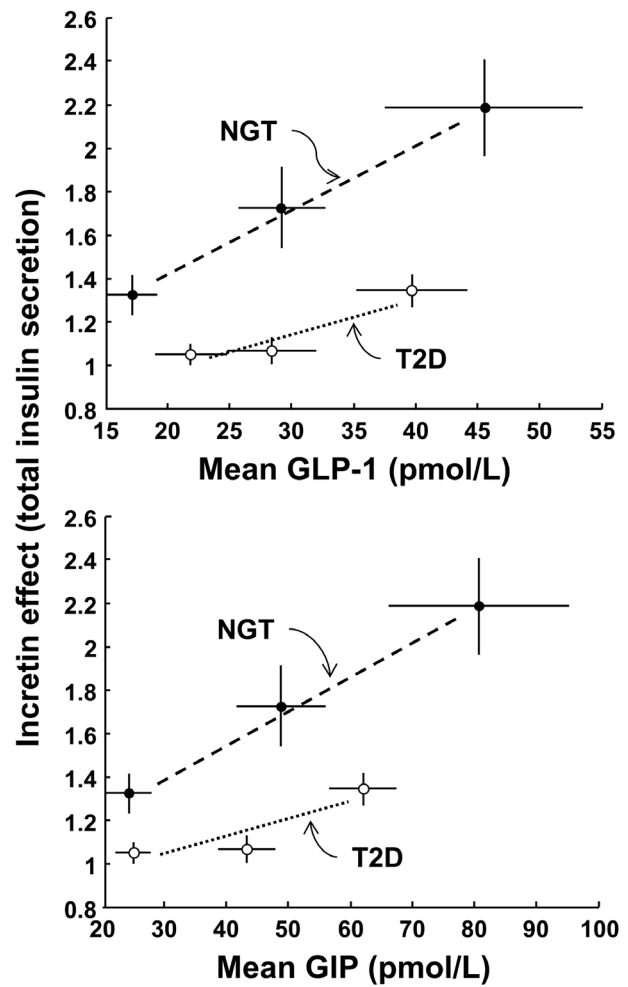 Incretin effect (total insulin secretion)
2.6
2.4
2.2
2
1.8
1.6
1.4
1.2
1
0.8
NGT
T2D
15 20 25 30 35 40 45 50 55
Mean GLP-1 (pmol/L)
2.6
2.4
2.2
2
1.8
1.6
1.4
1.2
1
0.8
NGT
T2D
20 30 40 50 60 70 80 90 100
Mean GIP (pmol/L)